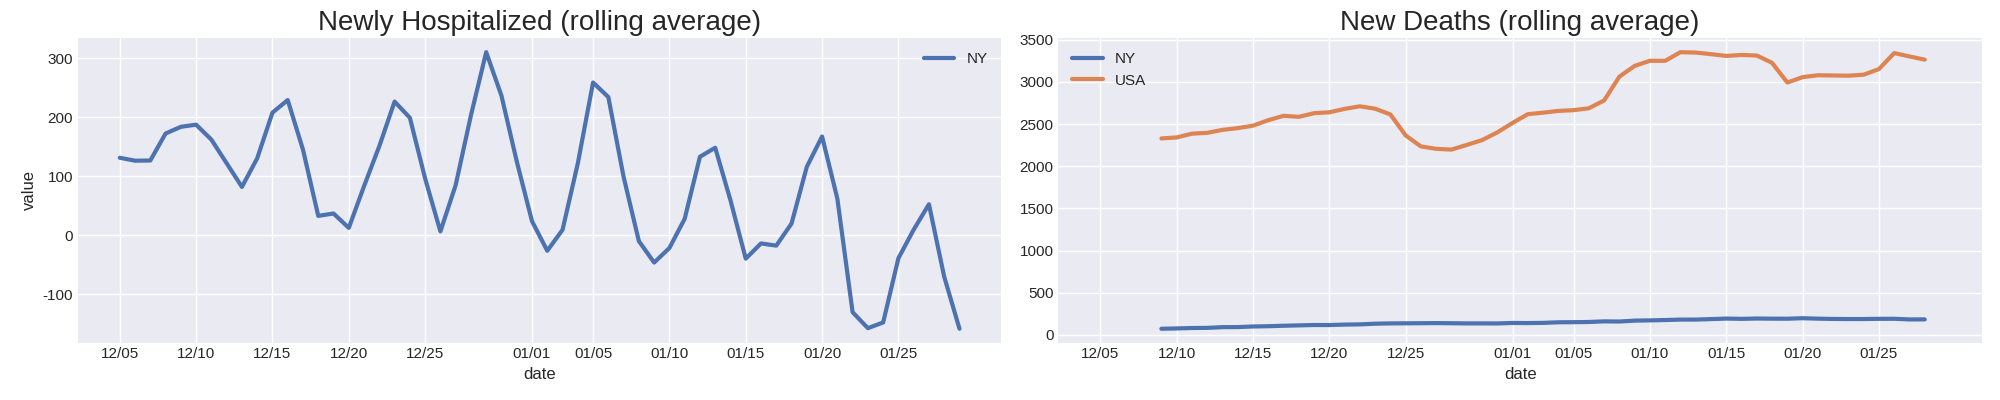 Newly Hospitalized (rolling average)
NY
300
200
100
0
-100
value
12/05 12/10 12/15 12/20 12/25 01/01 01/05 01/10 01/15 01/20 01/25
date
New Deaths (rolling average)
NY
USA
3500
3000
2500
2000
1500
1000
500
0
12/05 12/10 12/15 12/20 12/25 01/01 01/05 01/10 01/15 01/20 01/25
date